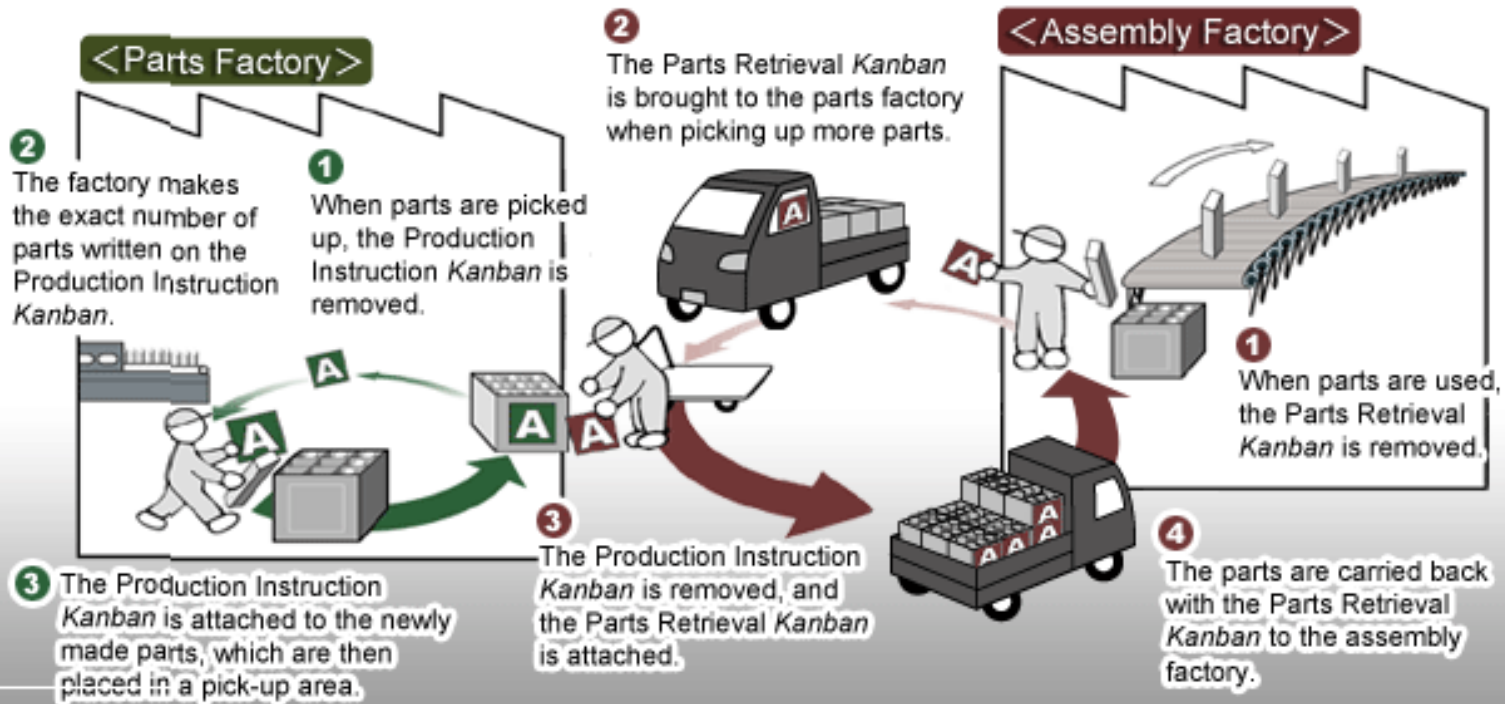 <Parts Factory>
2
The factory makes
the exact number of
parts written on the
Production Instruction
Kanban.
1
When parts are picked
up, the Production
Instruction Kanban is
removed.
A
A
A
A
3
The Production Instruction
Kanban is attached to the newly
made parts, which are then
placed in a pick-up area.
2
The Parts Retrieval Kanban
is brought to the parts factory
when picking up more parts.
A
3
The Production Instruction
Kanban is removed, and
the Parts Retrieval Kanban
is attached.
<Assembly Factory>
A
1
When parts are used,
the Parts Retrieval
Kanban is removed.
A
A A A
4
The parts are carried back
with the Parts Retrieval
Kanban to the assembly
factory.